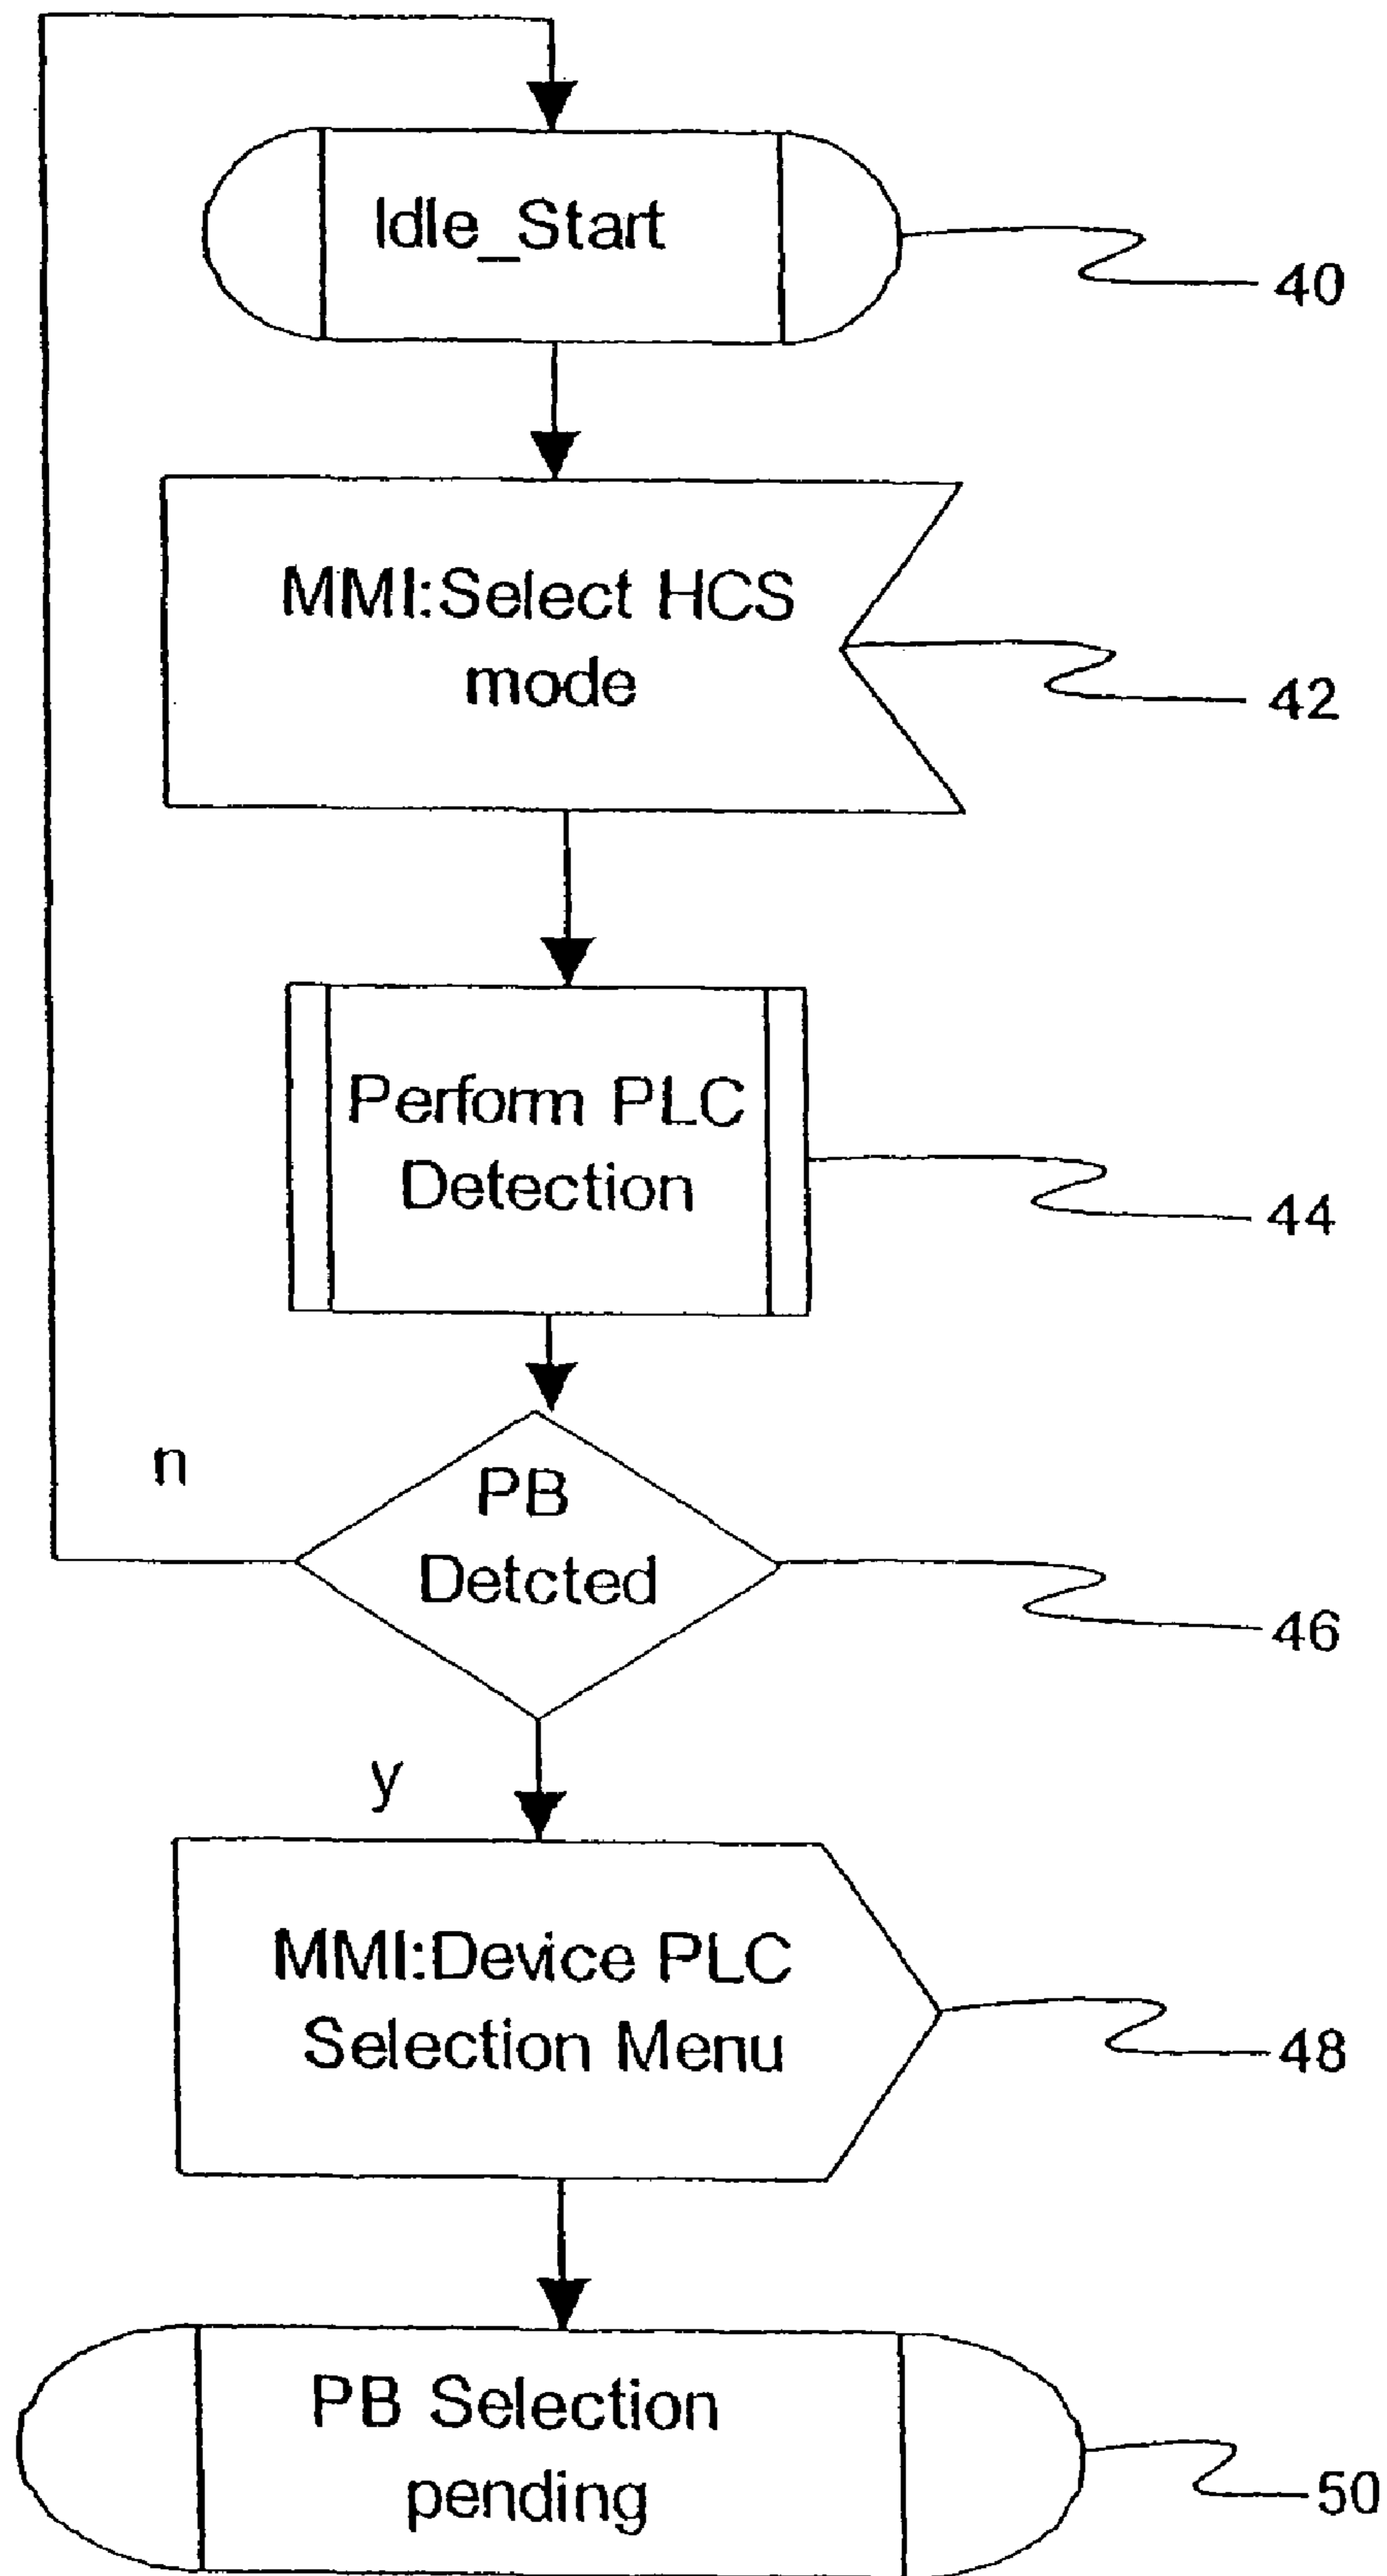 Idle_Start
40
MMI:Select HCS
mode
42
Perform PLC
Detection
44
n
PB
Detcted
46
y
MMI:Device PLC
Selection Menu
48
PB Selection
pending
50